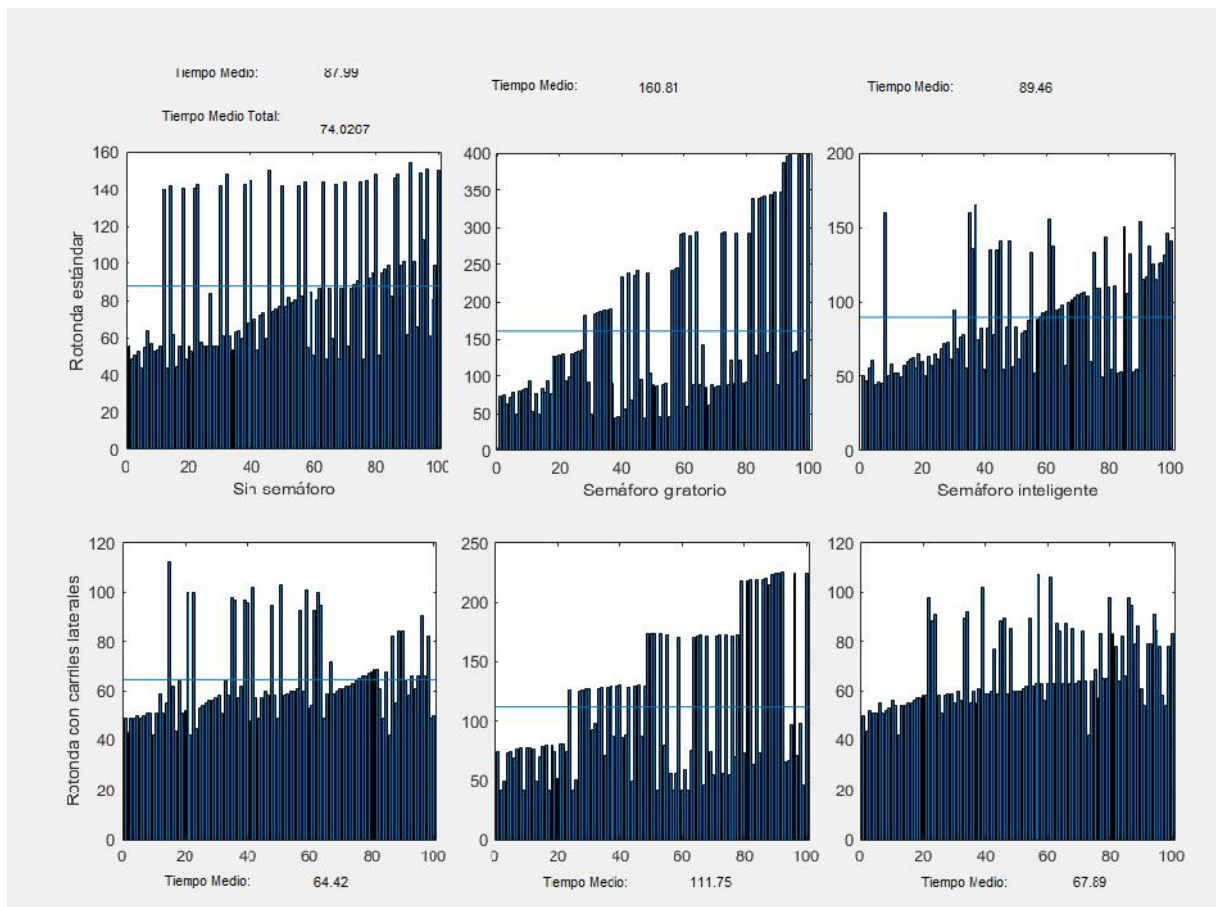 Tiempo Medio: 87.99
Tiempo Medio: 160.81
Tiempo Medio: 89.46
Tiempo Medio Total: 74.0267
Rotonda estándar
160
140
120
100
80
60
40
20
0
0 20 40 60 80 100
Sin semáforo
400
350
300
250
200
150
100
50
0
0 20 40 60 80 100
Semáforo gratorio
200
150
100
50
0
0 20 40 60 80 100
Semáforo inteligente
Rotonda con carriles laterales
120
100
80
60
40
20
0
0 20 40 60 80 100
Tiempo Medio: 64.42
250
200
150
100
50
0
0 20 40 60 80 100
Tiempo Medio: 111.75
120
100
80
60
40
20
0
0 20 40 60 80 100
Tiempo Medio: 67.89